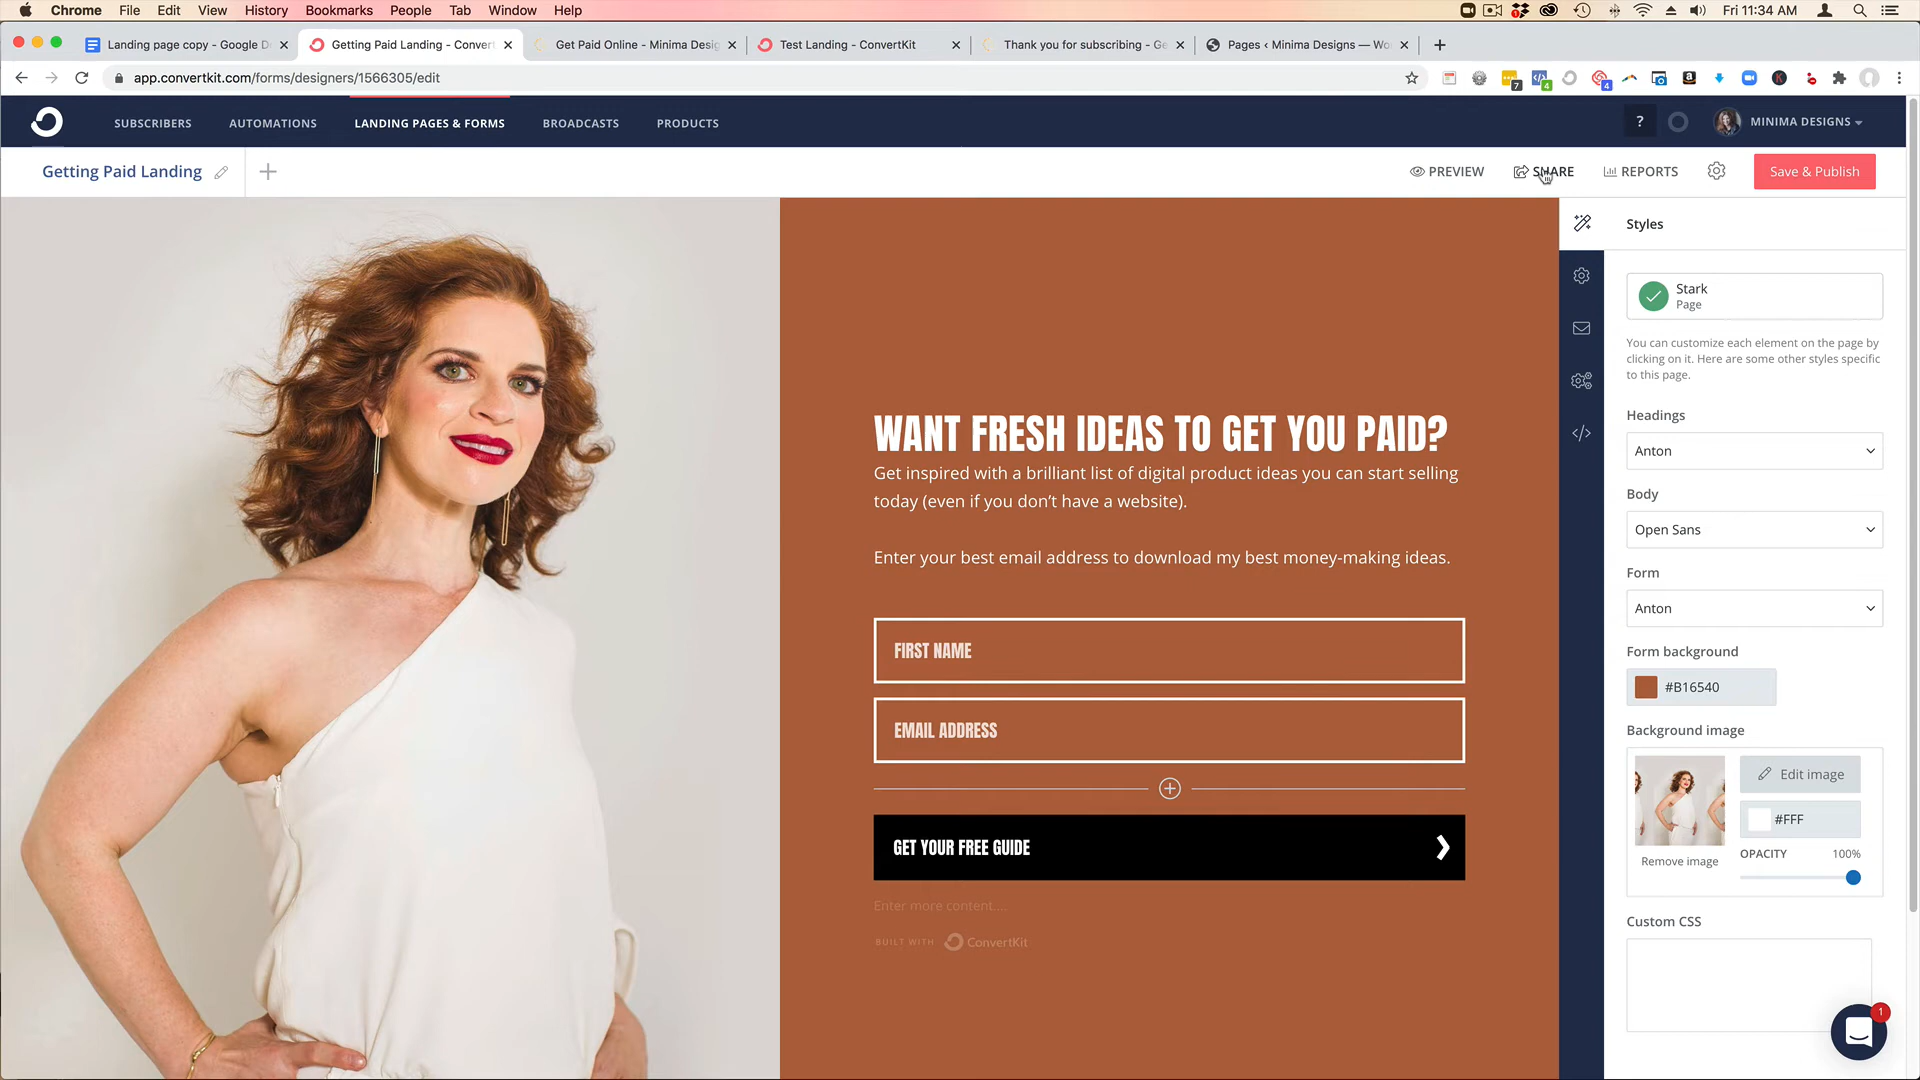 Chrome File Edit View History Bookmarks People Tab Window Help
Fri 11:34 AM
Landing page copy - Google D
Getting Paid Landing - Convert
Get Paid Online - Minima Desig
Test Landing - ConvertKit
Thank you for subscribing - Ge
Pages ‹ Minima Designs — Wo
app.convertkit.com/forms/designers/1566305/edit
7
4
4
SUBSCRIBERS AUTOMATIONS LANDING PAGES & FORMS BROADCASTS PRODUCTS
? MINIMA DESIGNS
Getting Paid Landing
PREVIEW SHARE REPORTS Save & Publish
Styles
Stark
Page
You can customize each element on the page by
clicking on it. Here are some other styles specific
to this page.
Headings
Anton
Body
Open Sans
Form
Anton
Form background
#B16540
Background image
Edit image
#FFF
Remove image
OPACITY 100%
Custom CSS
1
WANT FRESH IDEAS TO GET YOU PAID?
Get inspired with a brilliant list of digital product ideas you can start selling
today (even if you don't have a website).
Enter your best email address to download my best money-making ideas.
FIRST NAME
EMAIL ADDRESS
GET YOUR FREE GUIDE
Enter more content....
BUILT WITH ConvertKit